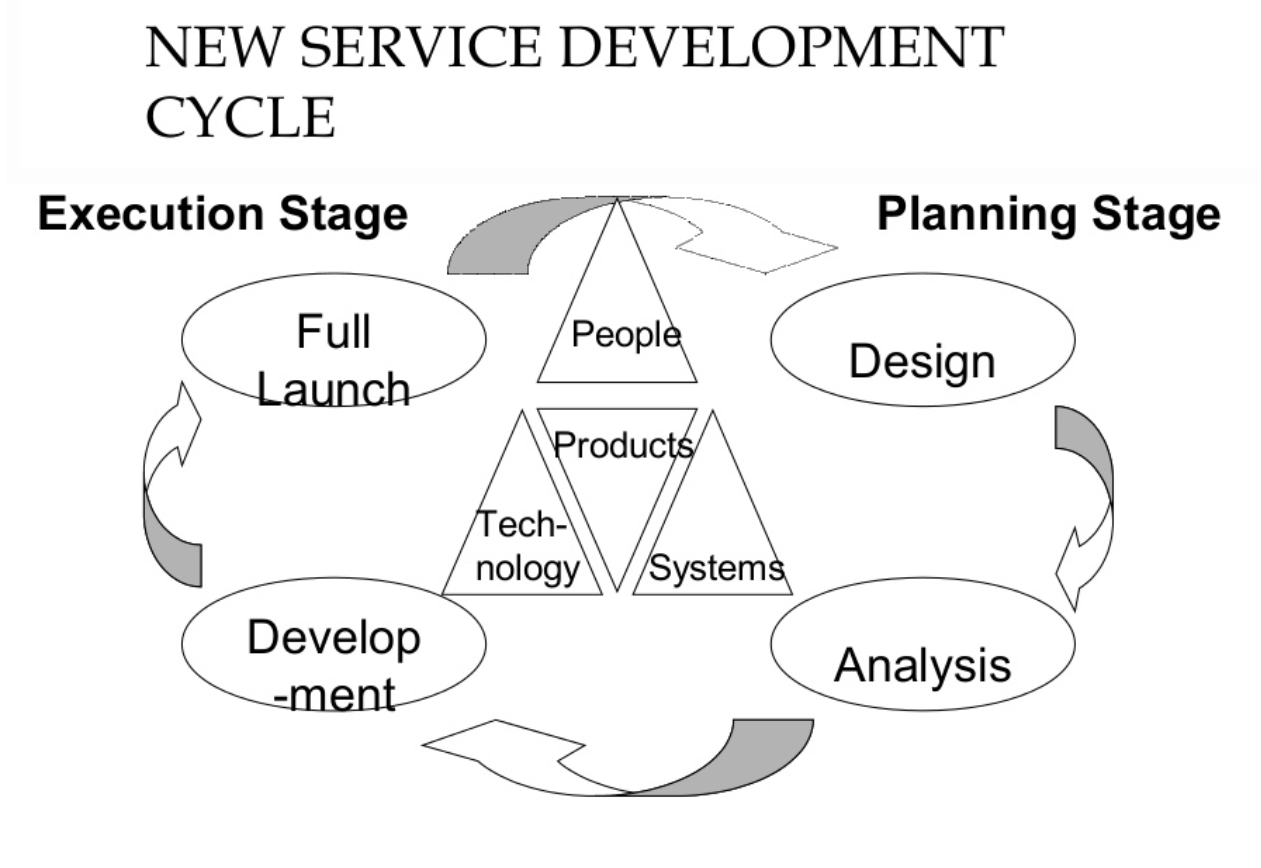 NEW SERVICE DEVELOPMENT
CYCLE
Execution Stage
Planning Stage
Full
Launch
People
Design
Products
Tech-
nology
Systems
Develop
-ment
Analysis